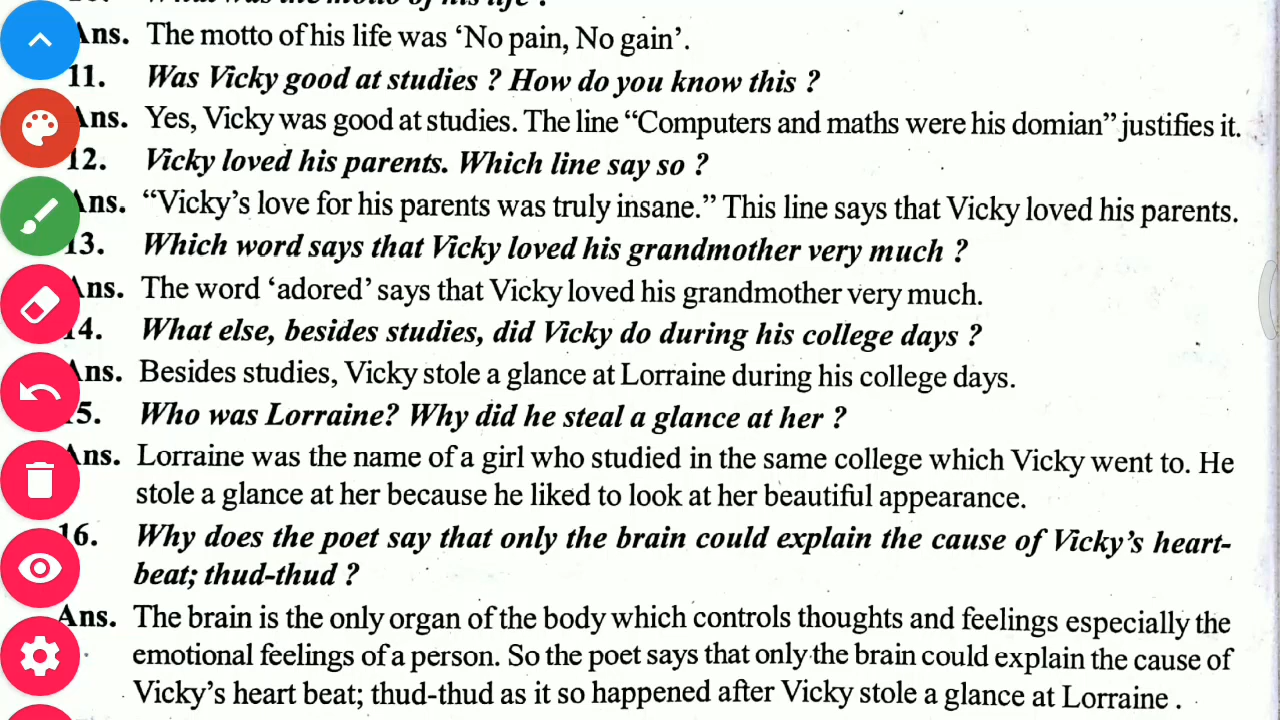 What was the motto of his life ?
Ans. The motto of his life was ‘No pain, No gain’.
11. Was Vicky good at studies ? How do you know this ?
Ans. Yes, Vicky was good at studies. The line “Computers and maths were his domian” justifies it.
12. Vicky loved his parents. Which line say so ?
Ans. “Vicky’s love for his parents was truly insane.” This line says that Vicky loved his parents.
13. Which word says that Vicky loved his grandmother very much ?
Ans. The word ‘adored’ says that Vicky loved his grandmother very much.
14. What else, besides studies, did Vicky do during his college days ?
Ans. Besides studies, Vicky stole a glance at Lorraine during his college days.
15. Who was Lorraine? Why did he steal a glance at her ?
Ans. Lorraine was the name of a girl who studied in the same college which Vicky went to. He
stole a glance at her because he liked to look at her beautiful appearance.
16. Why does the poet say that only the brain could explain the cause of Vicky’s heart-
beat; thud-thud ?
Ans. The brain is the only organ of the body which controls thoughts and feelings especially the
emotional feelings of a person. So the poet says that only the brain could explain the cause of
Vicky’s heart beat; thud-thud as it so happened after Vicky stole a glance at Lorraine .